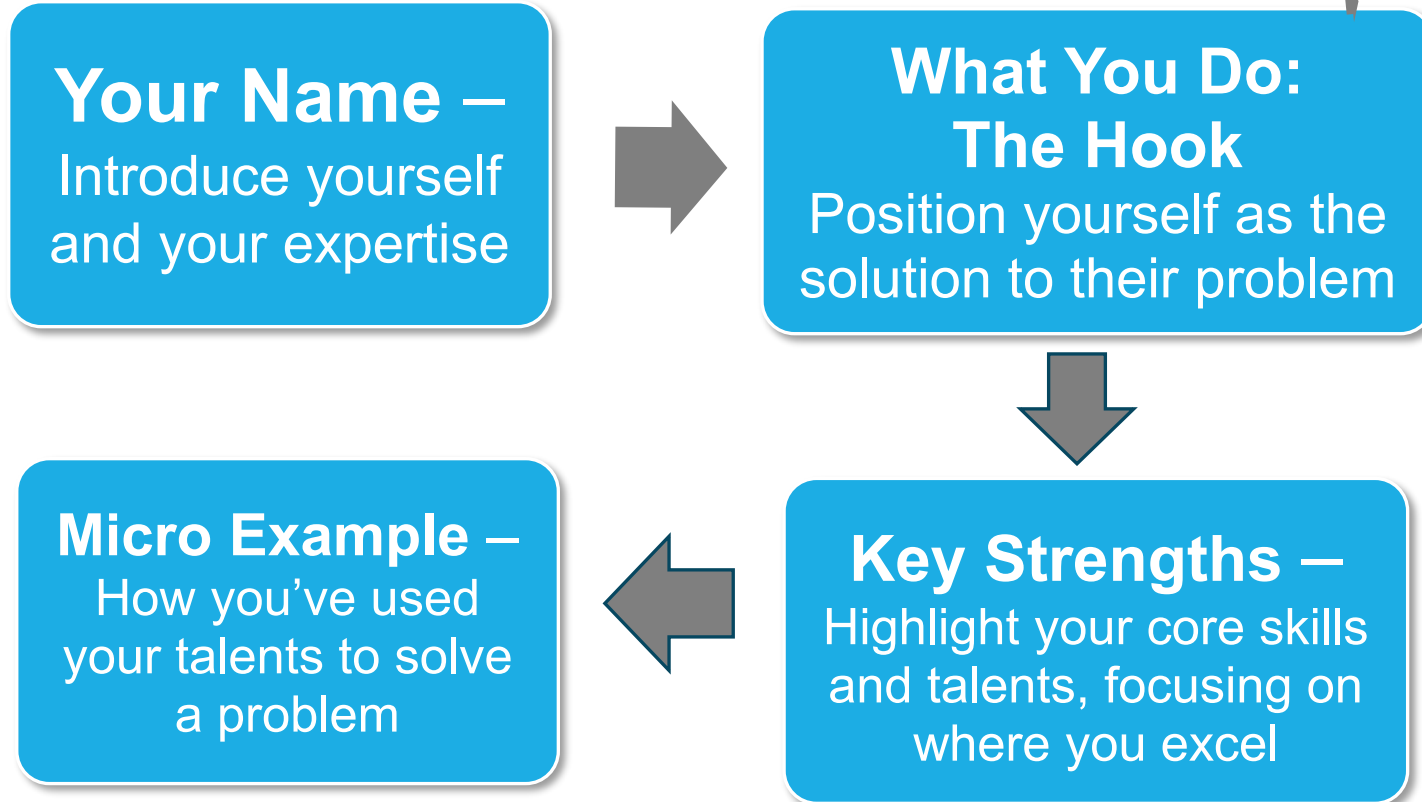 Your Name –
Introduce yourself
and your expertise
What You Do:
The Hook
Position yourself as the
solution to their problem
Key Strengths –
Highlight your core skills
and talents, focusing on
where you excel
Micro Example –
How you’ve used
your talents to solve
a problem